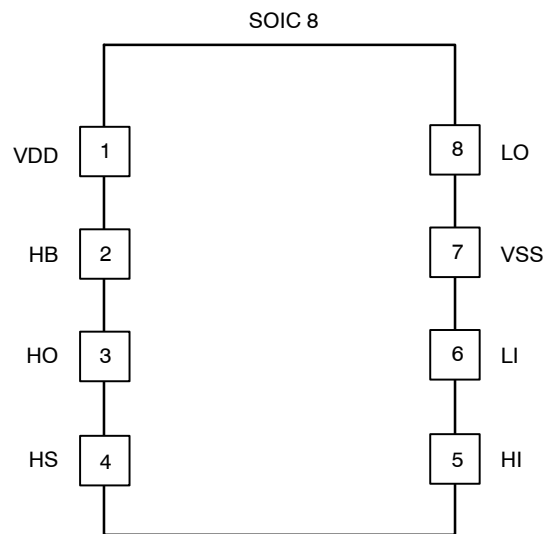 SOIC 8
VDD 1 8 LO
HB 2 7 VSS
HO 3 6 LI
HS 4 5 HI